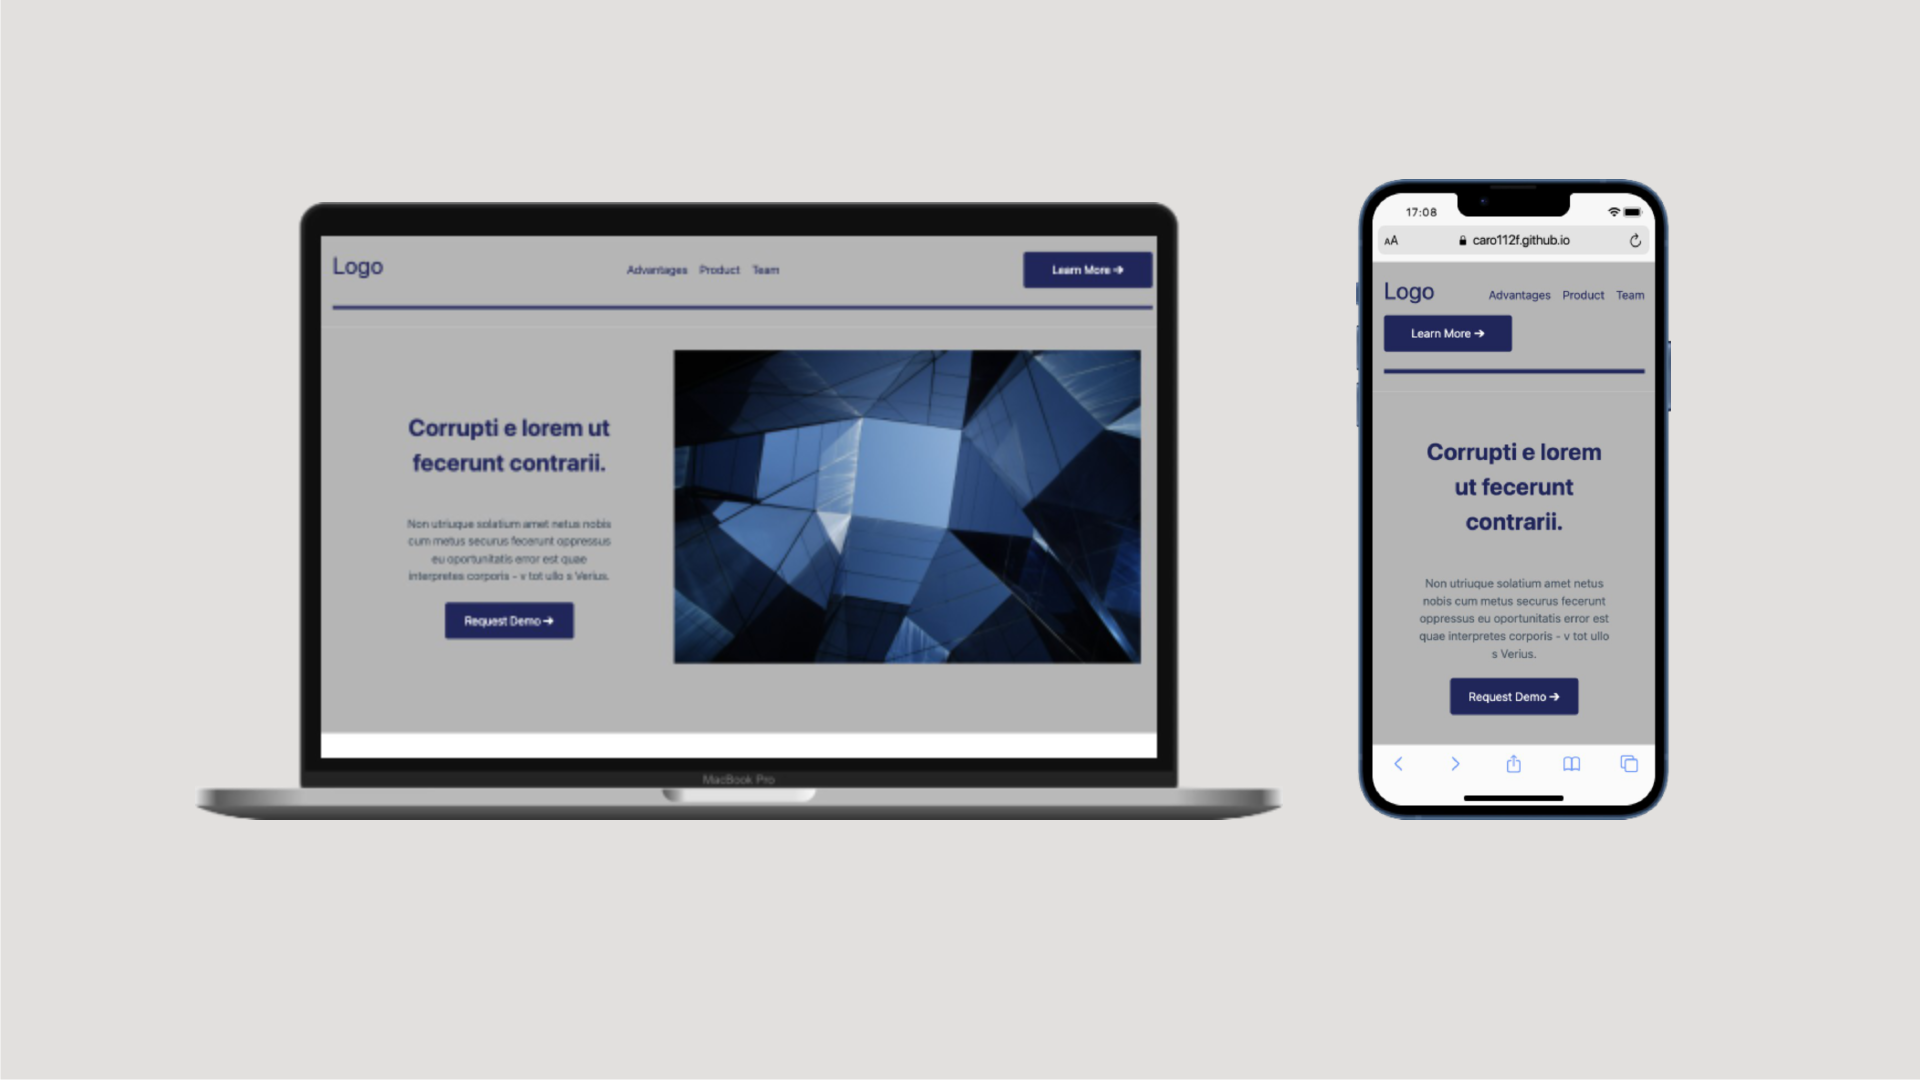 Logo
Advantages Product Team
Learn More →
Corrupti e lorem ut
fecerunt contrarii.
Non utriuque solatium amet netus nobis
cum metus securus fecerunt oppressus
eu oportunitatis error est quae
interpretes corporis - v tot ullo s Verius.
Request Demo →
MacBook Pro
17:08
AA caro112f.github.io
Logo Advantages Product Team
Learn More →
Corrupti e lorem
ut fecerunt
contrarii.
Non utriuque solatium amet netus
nobis cum metus securus fecerunt
oppressus eu oportunitatis error est
quae interpretes corporis - v tot ullo
s Verius.
Request Demo →